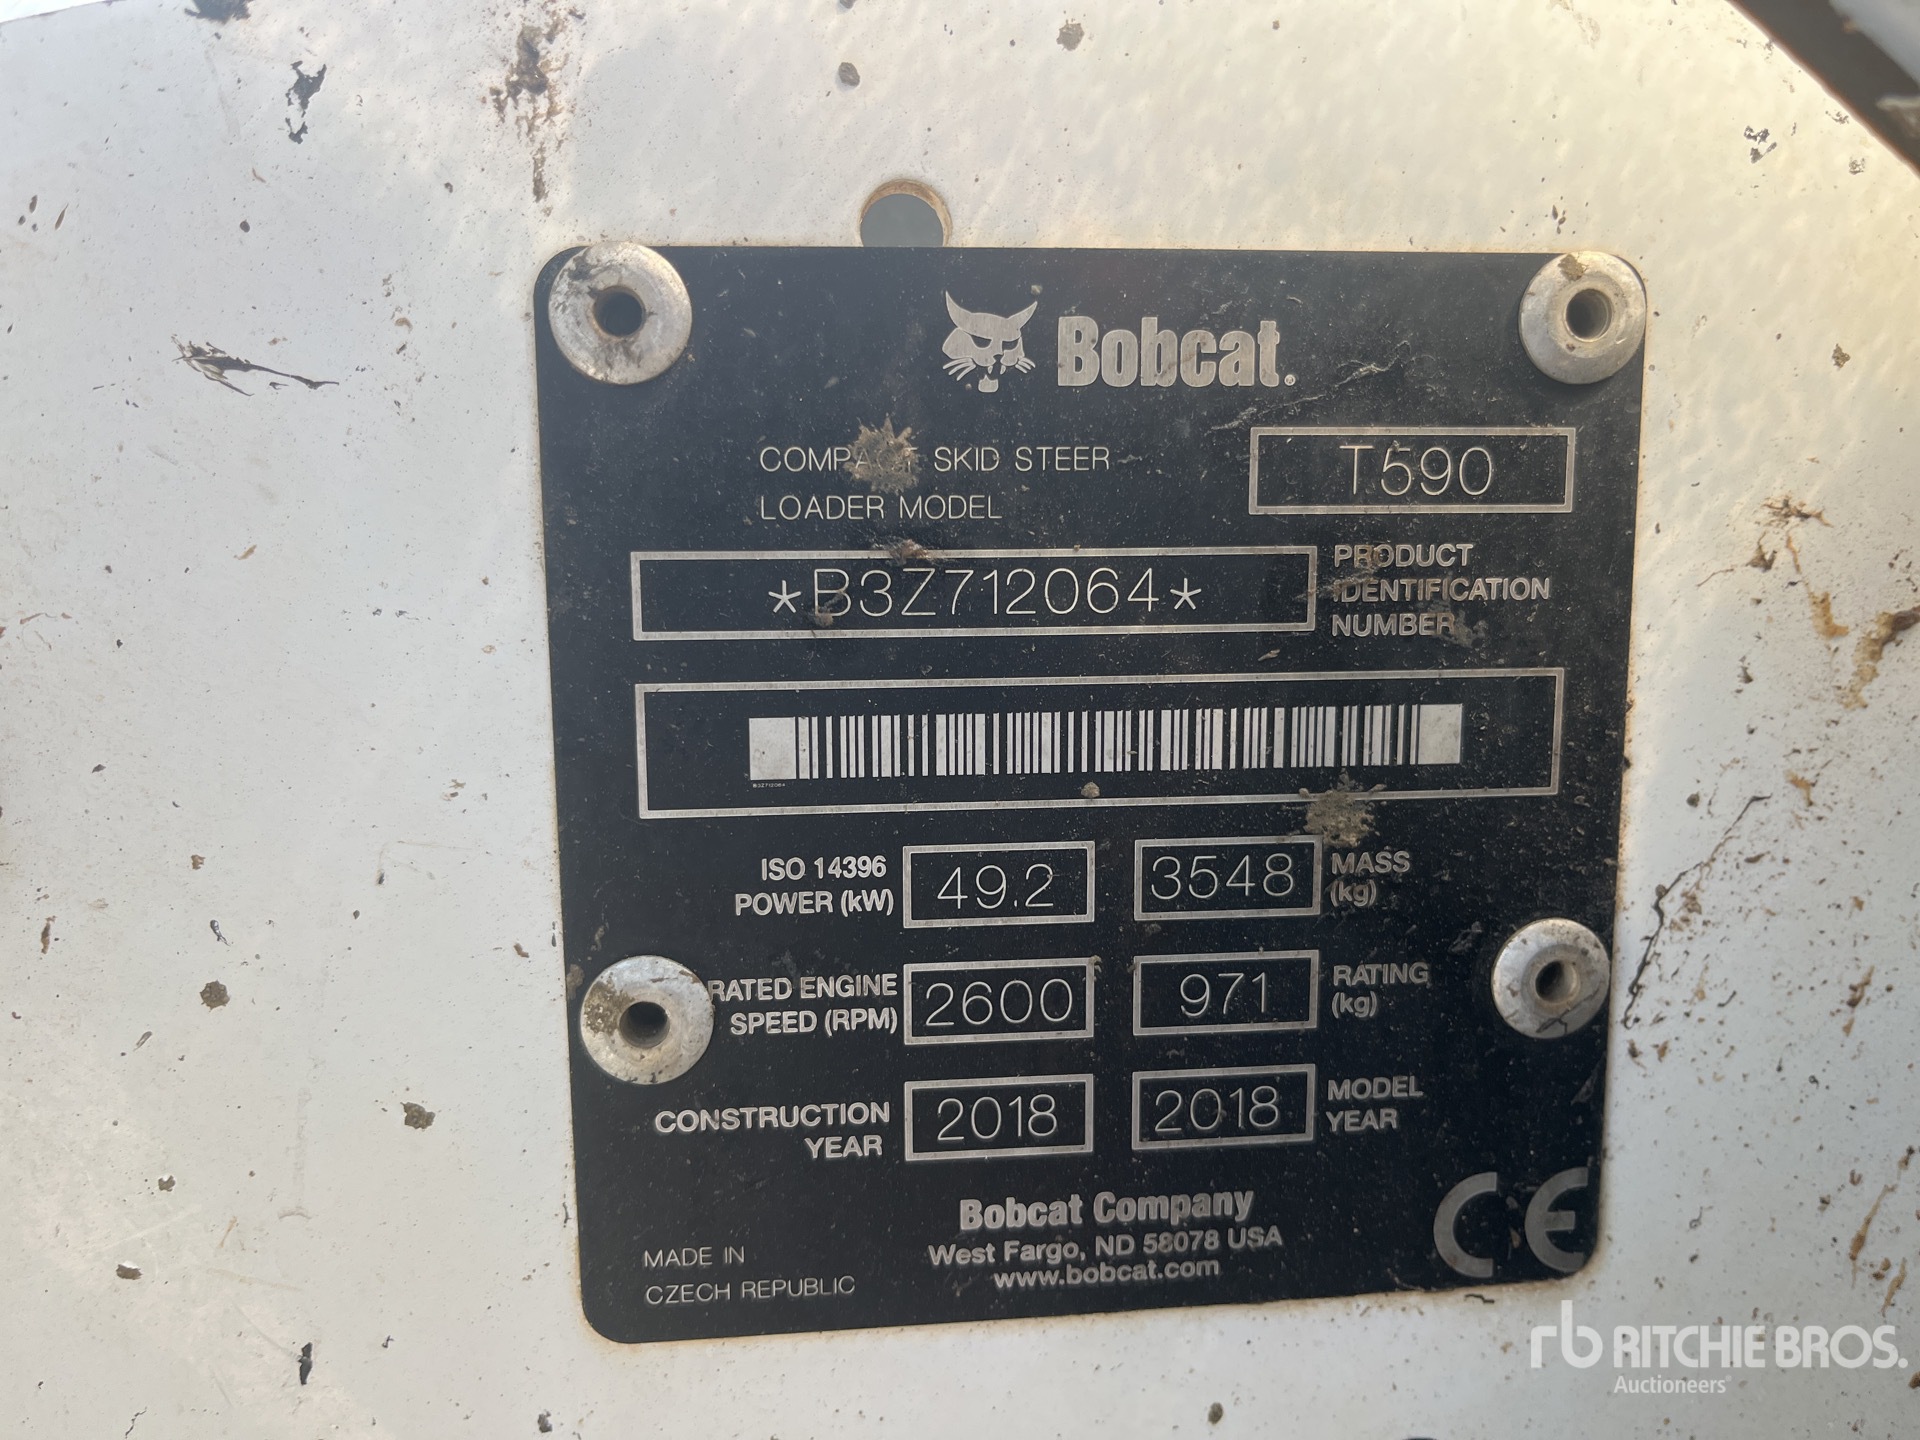 Bobcat®
COMPACT SKID STEER
LOADER MODEL
T590
*B3Z712064*
PRODUCT
IDENTIFICATION
NUMBER
B3Z712064
ISO 14396
POWER (kW)
49.2
3548
MASS
(kg)
RATED ENGINE
SPEED (RPM)
2600
971
RATING
(kg)
CONSTRUCTION
YEAR
2018
2018
MODEL
YEAR
Bobcat Company
West Fargo, ND 58078 USA
www.bobcat.com
MADE IN
CZECH REPUBLIC
CE
rb RITCHIE BROS.
Auctioneers